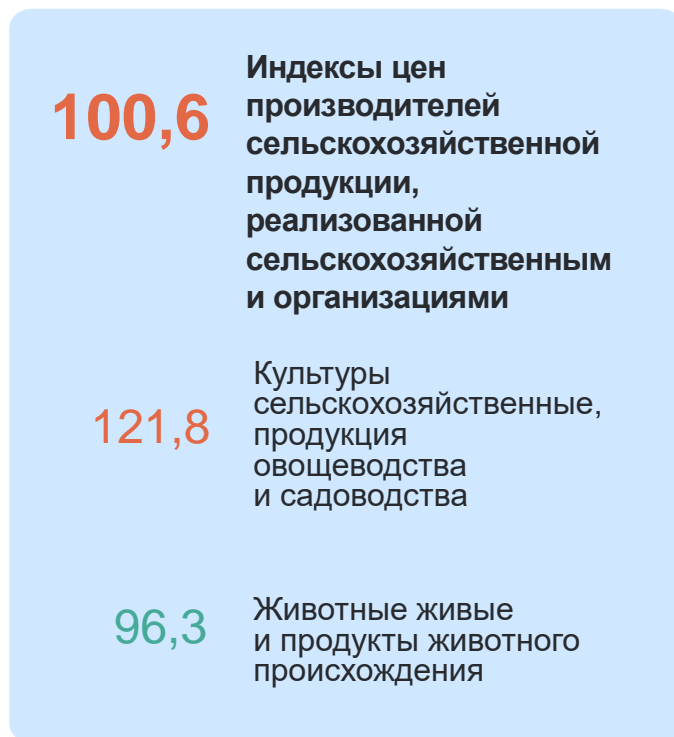 100,6
Индексы цен
производителей
сельскохозяйственной
продукции,
реализованной
сельскохозяйственным
и организациями
121,8
Культуры
сельскохозяйственные,
продукция
овощеводства
и садоводства
96,3
Животные живые
и продукты животного
происхождения